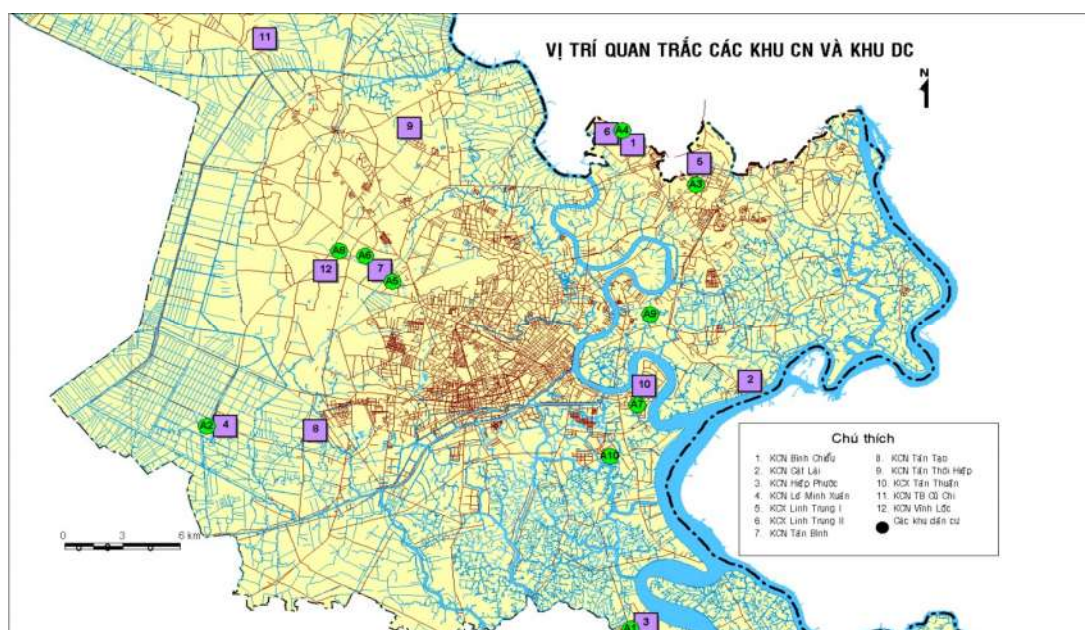 VỊ TRÍ QUAN TRẮC CÁC KHU CN VÀ KHU DC
N
11
9
6
A4
1
5
A3
A8
A6
12
7
A5
A9
10
2
A7
A2
4
8
A10
0 3 6 km
A1
3
Chú thích
1. KCN Bình Chiểu
2. KCN Cát Lái
3. KCN Hiệp Phước
4. KCN Lê Minh Xuân
5. KCX Linh Trung I
6. KCX Linh Trung II
7. KCN Tân Bình
8. KCN Tân Tạo
9. KCN Tân Thới Hiệp
10. KCX Tân Thuận
11. KCN TB Củ Chi
12. KCN Vĩnh Lộc
Các khu dân cư